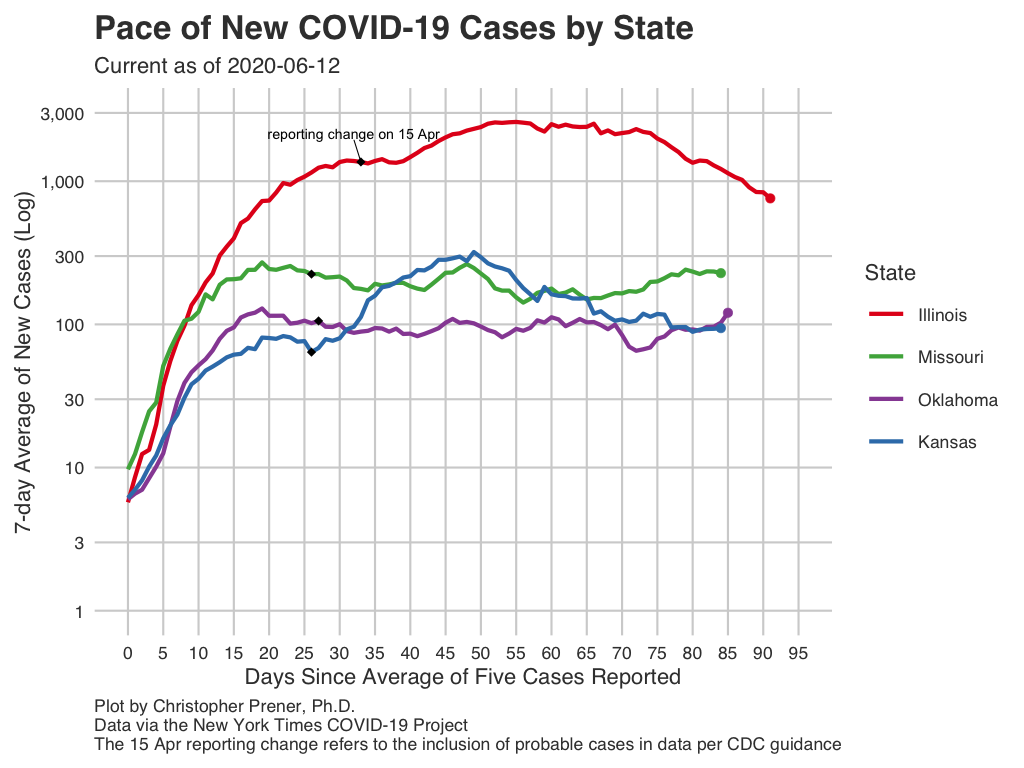 Pace of New COVID-19 Cases by State
Current as of 2020-06-12
7-day Average of New Cases (Log)
3,000
1,000
300
100
30
10
3
1
reporting change on 15 Apr
0 5 10 15 20 25 30 35 40 45 50 55 60 65 70 75 80 85 90 95
Days Since Average of Five Cases Reported
State
Illinois
Missouri
Oklahoma
Kansas
Plot by Christopher Prener, Ph.D.
Data via the New York Times COVID-19 Project
The 15 Apr reporting change refers to the inclusion of probable cases in data per CDC guidance